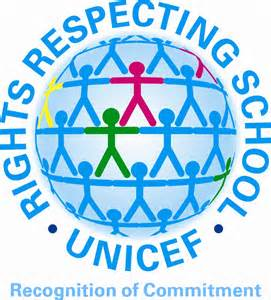 RIGHTS RESPECTING SCHOOL
• UNICEF •
Recognition of Commitment